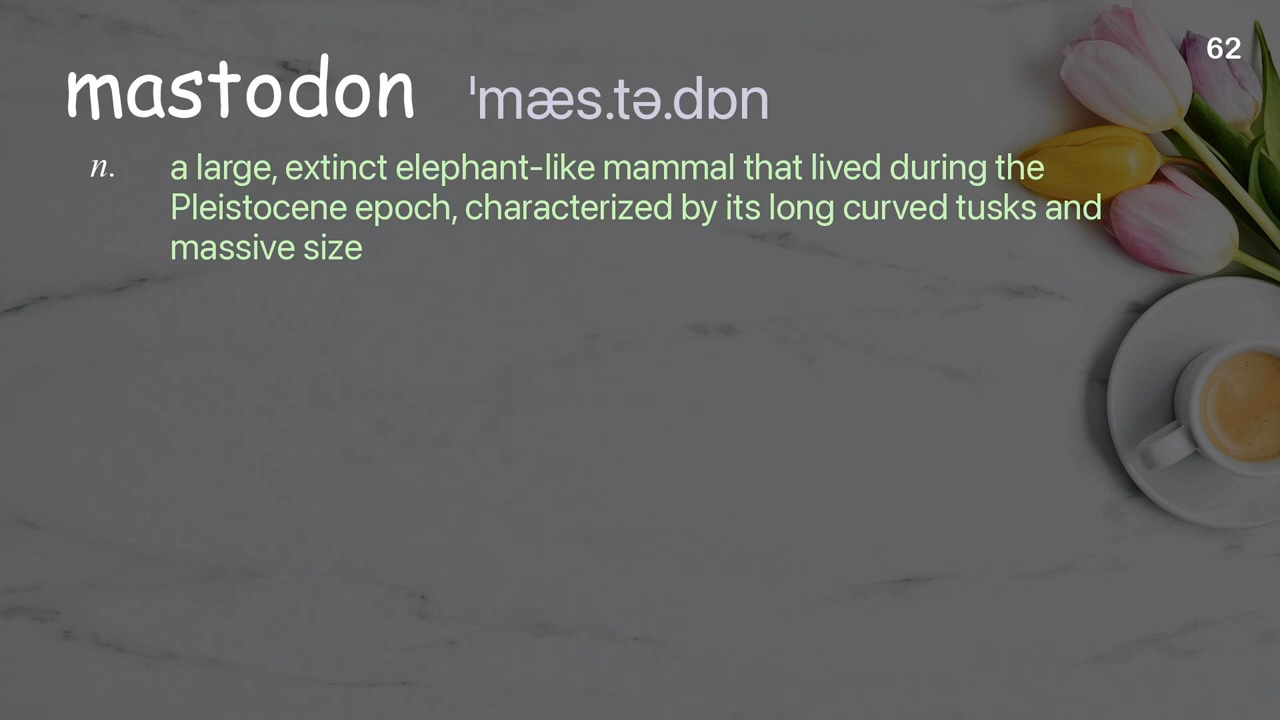 62
mastodon ˈmæs.tə.dɒn
n. a large, extinct elephant-like mammal that lived during the
Pleistocene epoch, characterized by its long curved tusks and
massive size